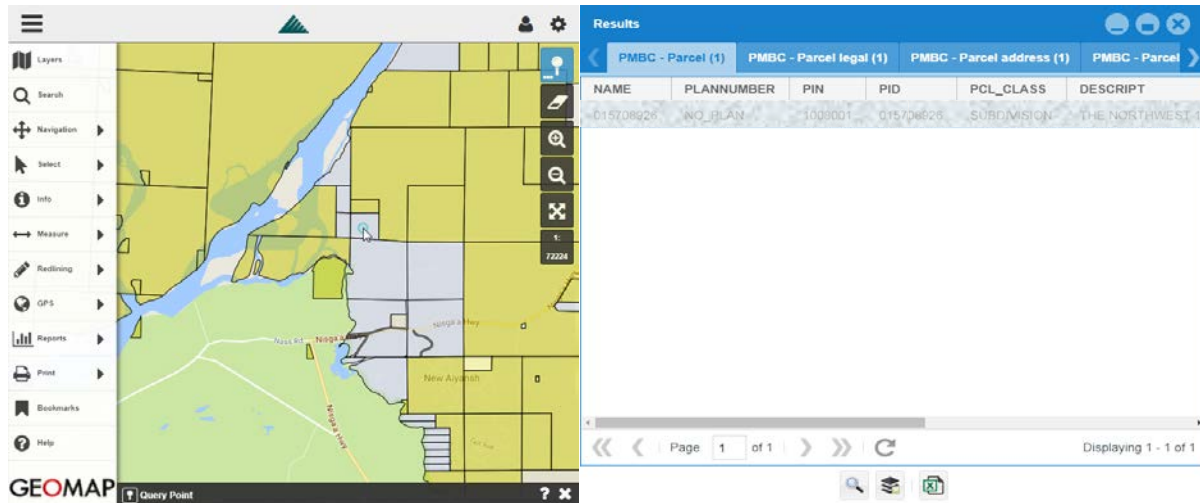 Layers
Search
Navigation
Select
Info
Measure
Redlining
GPS
Reports
Print
Bookmarks
Help
GEOMAP
1:
72224
Nisga'a Hwy
Nass Rd
Nisga'a
New Aiyansh
Nisga'a Hwy
Query Point
?
Results
PMBC - Parcel (1) PMBC - Parcel legal (1) PMBC - Parcel address (1) PMBC - Parcel
NAME PLANNUMBER PIN PID PCL_CLASS DESCRIPT
015708926 NO_PLAN 015708926 SUBDIVISION THE NORTHWEST 1
Page 1 of 1 Displaying 1 - 1 of 1